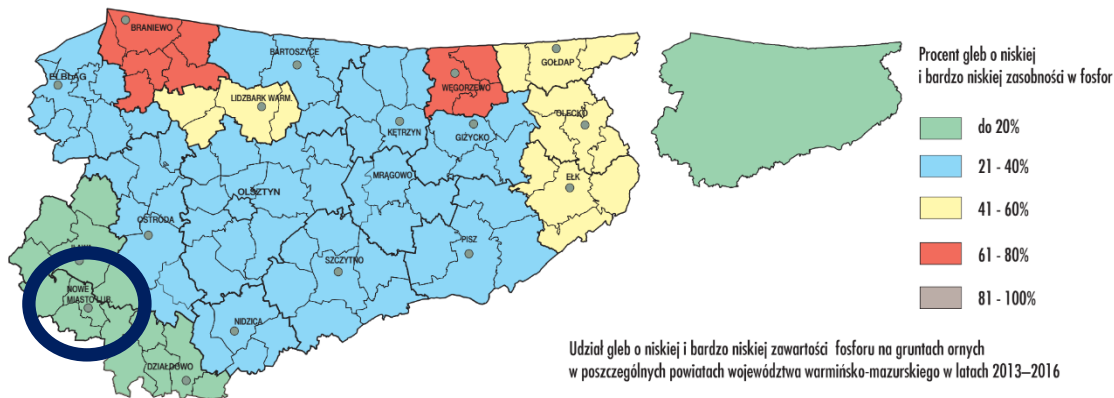 BRANIEWO
BARTOSZYCE
GOŁDAP
ELBLĄG
WĘGORZEWO
LIDZBARK WARM.
OLECKO
KĘTRZYN
GIŻYCKO
MRĄGOWO
EŁK
OLSZTYN
OSTRÓDA
PISZ
IŁAWA
SZCZYTNO
NOWE
MIASTO LUB.
NIDZICA
DZIAŁDOWO
Procent gleb o niskiej
i bardzo niskiej zasobności w fosfor
do 20%
21 - 40%
41 - 60%
61 - 80%
81 - 100%
Udział gleb o niskiej i bardzo niskiej zawartości fosforu na gruntach ornych
w poszczególnych powiatach województwa warmińsko-mazurskiego w latach 2013–2016